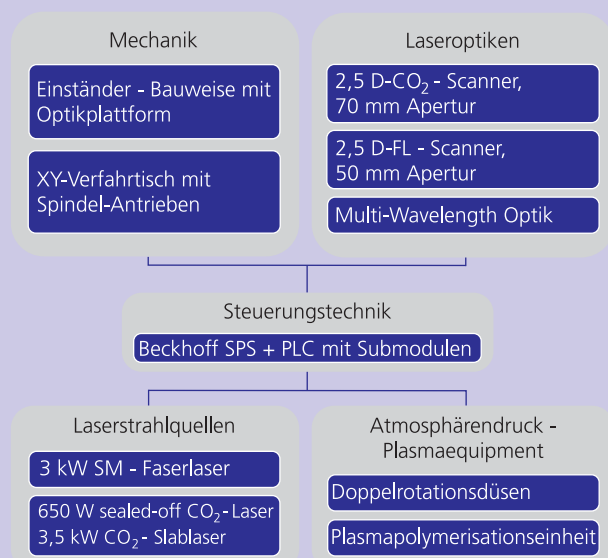 Mechanik
Einständer - Bauweise mit
Optikplattform
XY-Verfahrtisch mit
Spindel-Antrieben
Laseroptiken
2,5 D-CO₂ - Scanner,
70 mm Apertur
2,5 D-FL - Scanner,
50 mm Apertur
Multi-Wavelength Optik
Steuerungstechnik
Beckhoff SPS + PLC mit Submodulen
Laserstrahlquellen
3 kW SM - Faserlaser
650 W sealed-off CO₂-Laser
3,5 kW CO₂ - Slablaser
Atmosphärendruck -
Plasmaequipment
Doppelrotationsdüsen
Plasmapolymerisationseinheit